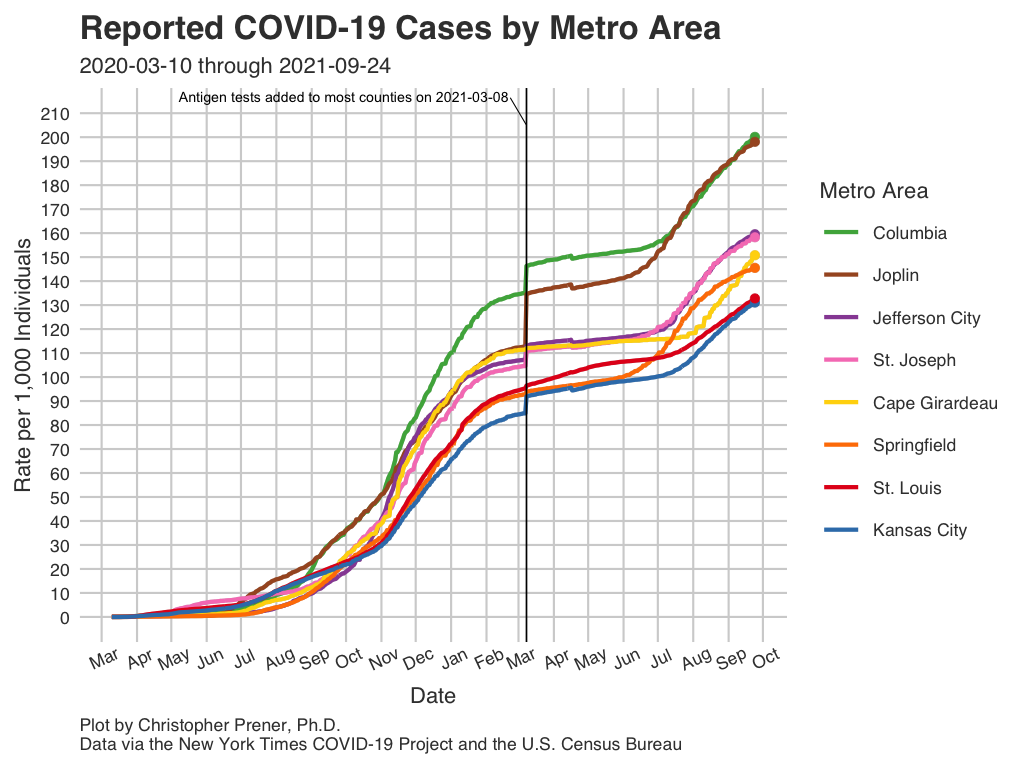 Reported COVID-19 Cases by Metro Area
2020-03-10 through 2021-09-24
Antigen tests added to most counties on 2021-03-08
Rate per 1,000 Individuals
210
200
190
180
170
160
150
140
130
120
110
100
90
80
70
60
50
40
30
20
10
0
Mar Apr May Jun Jul Aug Sep Oct Nov Dec Jan Feb Mar Apr May Jun Jul Aug Sep Oct
Date
Metro Area
Columbia
Joplin
Jefferson City
St. Joseph
Cape Girardeau
Springfield
St. Louis
Kansas City
Plot by Christopher Prener, Ph.D.
Data via the New York Times COVID-19 Project and the U.S. Census Bureau